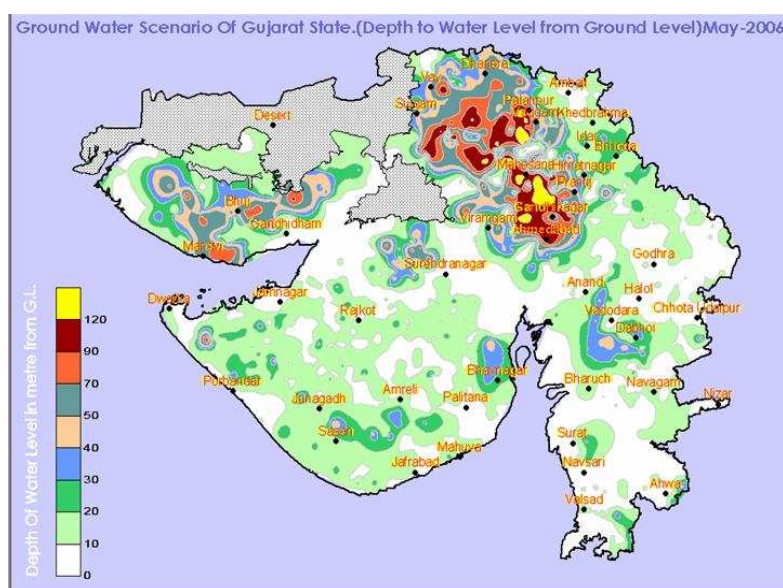 Ground Water Scenario Of Gujarat State.(Depth to Water Level from Ground Level)May-2006
Dhanera
Vav
Ambaji
Palanpur
Suigam
Khedbrahma
Desert
Idar
Bhiloda
Mahesana
Himatnagar
Prantij
Bhuj
Gandhinagar
Gandhidham
Viramgam
Ahmedabad
Mandvi
Godhra
Surendranagar
Anand
Halol
Dwarka
Jamnagar
Rajkot
Vadodara
Chhota Udaipur
Dabhoi
Bhavnagar
Porbandar
Bharuch
Navagam
Junagadh
Amreli
Palitana
Nizar
Sasan
Surat
Mahuva
Jafrabad
Navsari
Ahwa
Valsad
Depth Of Water Level in metre from G.L.
120
90
70
50
40
30
20
10
0